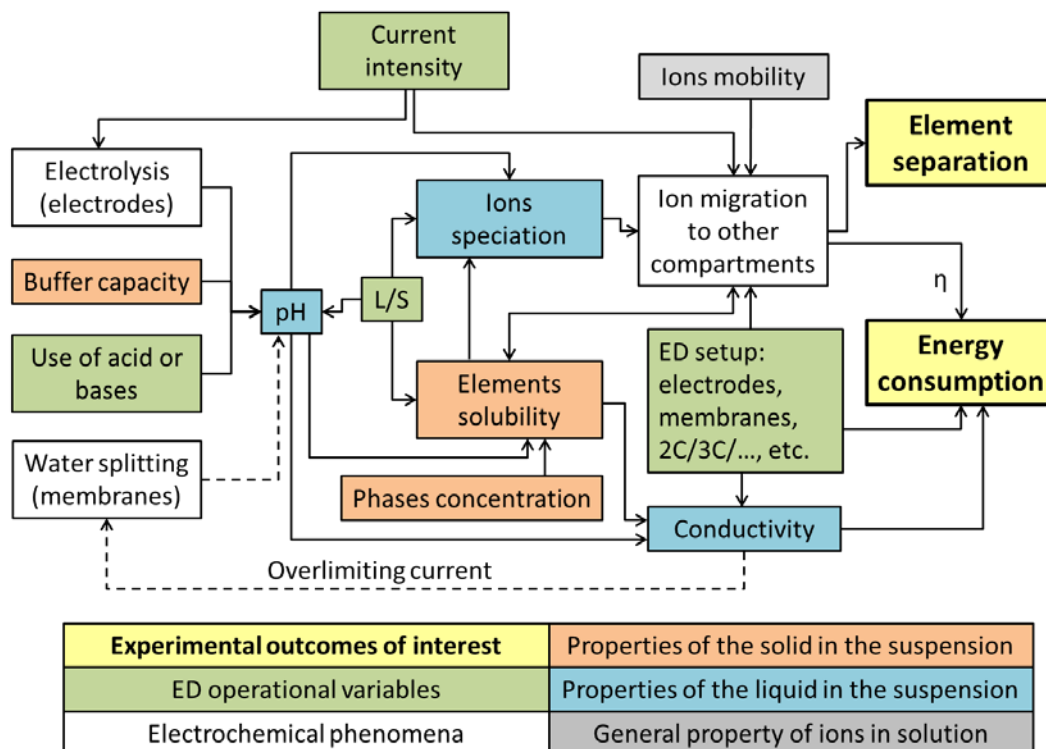 Current
intensity
Ions mobility
Element
separation
Electrolysis
(electrodes)
Ions
speciation
Ion migration
to other
compartments
Buffer capacity
pH
L/S
η
Use of acid or
bases
Elements
solubility
ED setup:
electrodes,
membranes,
2C/3C/…, etc.
Energy
consumption
Water splitting
(membranes)
Phases concentration
Conductivity
Overlimiting current
Experimental outcomes of interest
Properties of the solid in the suspension
ED operational variables
Properties of the liquid in the suspension
Electrochemical phenomena
General property of ions in solution